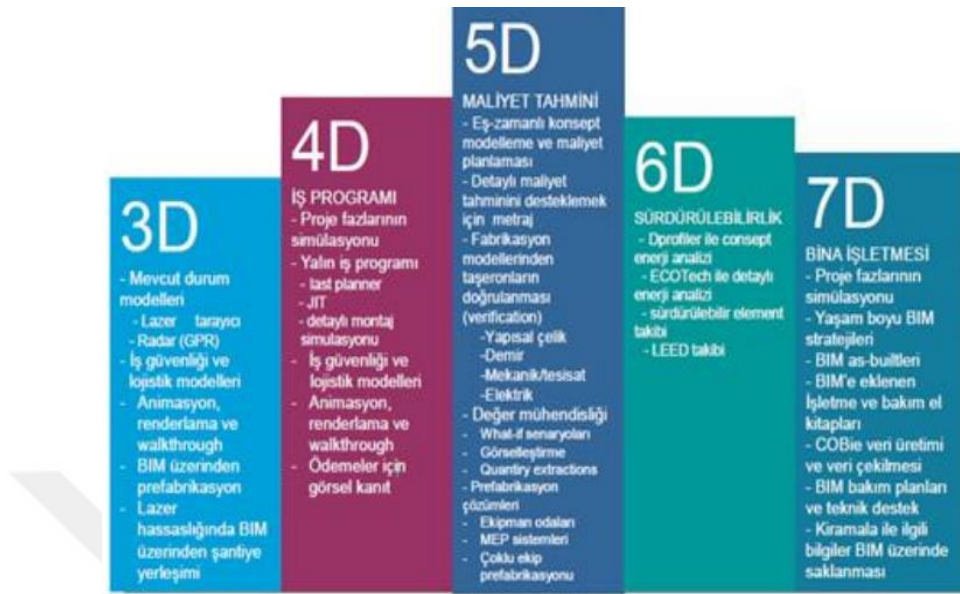 3D
- Mevcut durum
modelleri
- Lazer tarayıcı
- Radar (GPR)
- İş güvenliği ve
lojistik modelleri
- Animasyon,
renderlama ve
walkthrough
- BIM üzerinden
prefabrikasyon
- Lazer
hassaslığında BIM
üzerinden şantiye
yerleşimi
4D
İŞ PROGRAMI
- Proje fazlarının
simülasyonu
- Yalın iş programı
- last planner
- JIT
- detaylı montaj
simulasyonu
- İş güvenliği ve
lojistik modelleri
- Animasyon,
renderlama ve
walkthrough
- Ödemeler için
görsel kanıt
5D
MALİYET TAHMİNİ
- Eş-zamanlı konsept
modelleme ve maliyet
planlaması
- Detaylı maliyet
tahminini desteklemek
için metraj
- Fabrikasyon
modellerinden
taşeronların
doğrulanması
(verification)
-Yapısal çelik
-Demir
-Mekanik/tesisat
-Elektrik
- Değer mühendisliği
- What-if senaryoları
- Görselleştirme
- Quantiry extractions
- Prefabrikasyon
çözümleri
- Ekipman odaları
- MEP sistemleri
- Çoklu ekip
prefabrikasyonu
6D
SÜRDÜRÜLEBİLİRLİK
- Dprofiler ile consept
enerji analizi
- ECOTech ile detaylı
enerji analizi
- sürdürülebilir element
takibi
- LEED takibi
7D
BİNA İŞLETMESİ
- Proje fazlarının
simülasyonu
- Yaşam boyu BIM
stratejileri
- BIM as-builtleri
- BIM'e eklenen
İşletme ve bakım el
kitapları
- COBie veri üretimi
ve veri çekilmesi
- BIM bakım planları
ve teknik destek
- Kiramala ile ilgili
bilgiler BIM üzerinde
saklanması